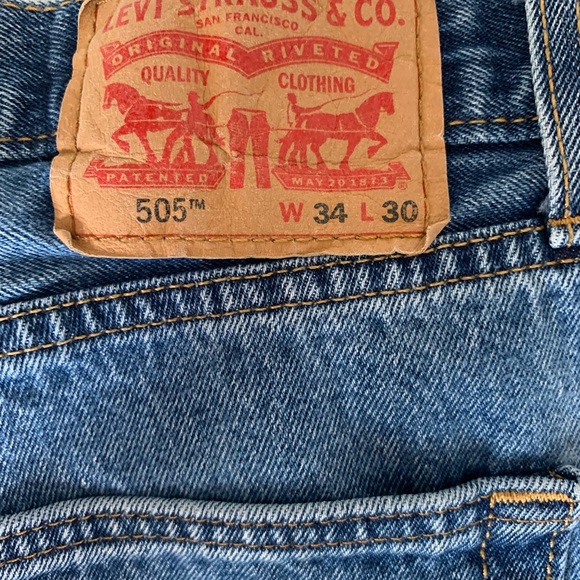 LEVI STRAUSS & CO.
SAN FRANCISCO
CAL.
ORIGINAL RIVETED
QUALITY CLOTHING
PATENTED MAY 20 1873 ®
505™ W 34 L 30